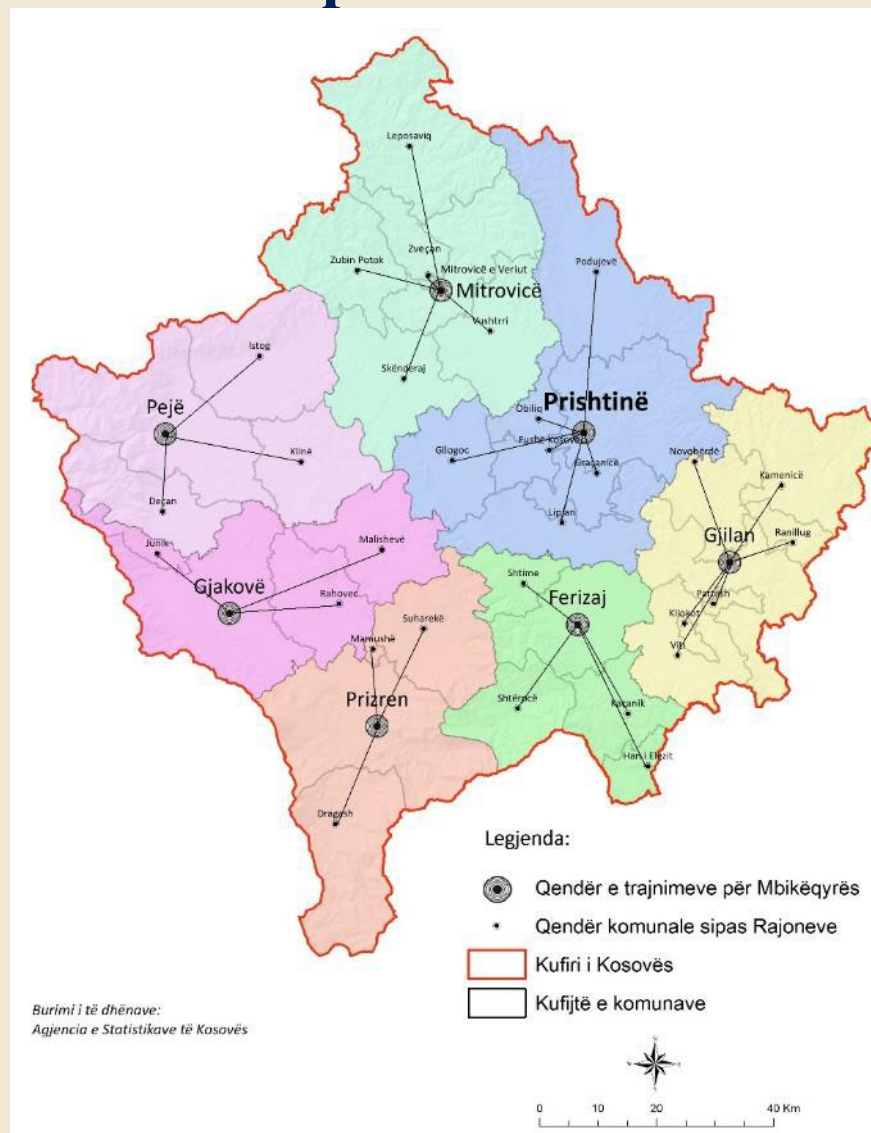 Leposaviq
Zveçan
Zubin Potok
Mitrovicë e Veriut
Mitrovicë
Podujevë
Vushtrri
Istog
Skënderaj
Pejë
Prishtinë
Obiliq
Fushë Kosovë
Gilogoc
Klinë
Graçanicë
Novobërdë
Kamenicë
Deçan
Lipjan
Ranillug
Junik
Malishevë
Gjilan
Gjakovë
Shtime
Rahovec
Ferizaj
Partesh
Suharekë
Kllokot
Mamushë
Viti
Prizren
Shtërpcë
Kaçanik
Han i Elezit
Dragash
Legjenda:
Qendër e trajnimeve për Mbikëqyrës
Qendër komunale sipas Rajoneve
Kufiri i Kosovës
Kufijtë e komunave
Burimi i të dhënave:
Agjencia e Statistikave të Kosovës
0 10 20 40 Km